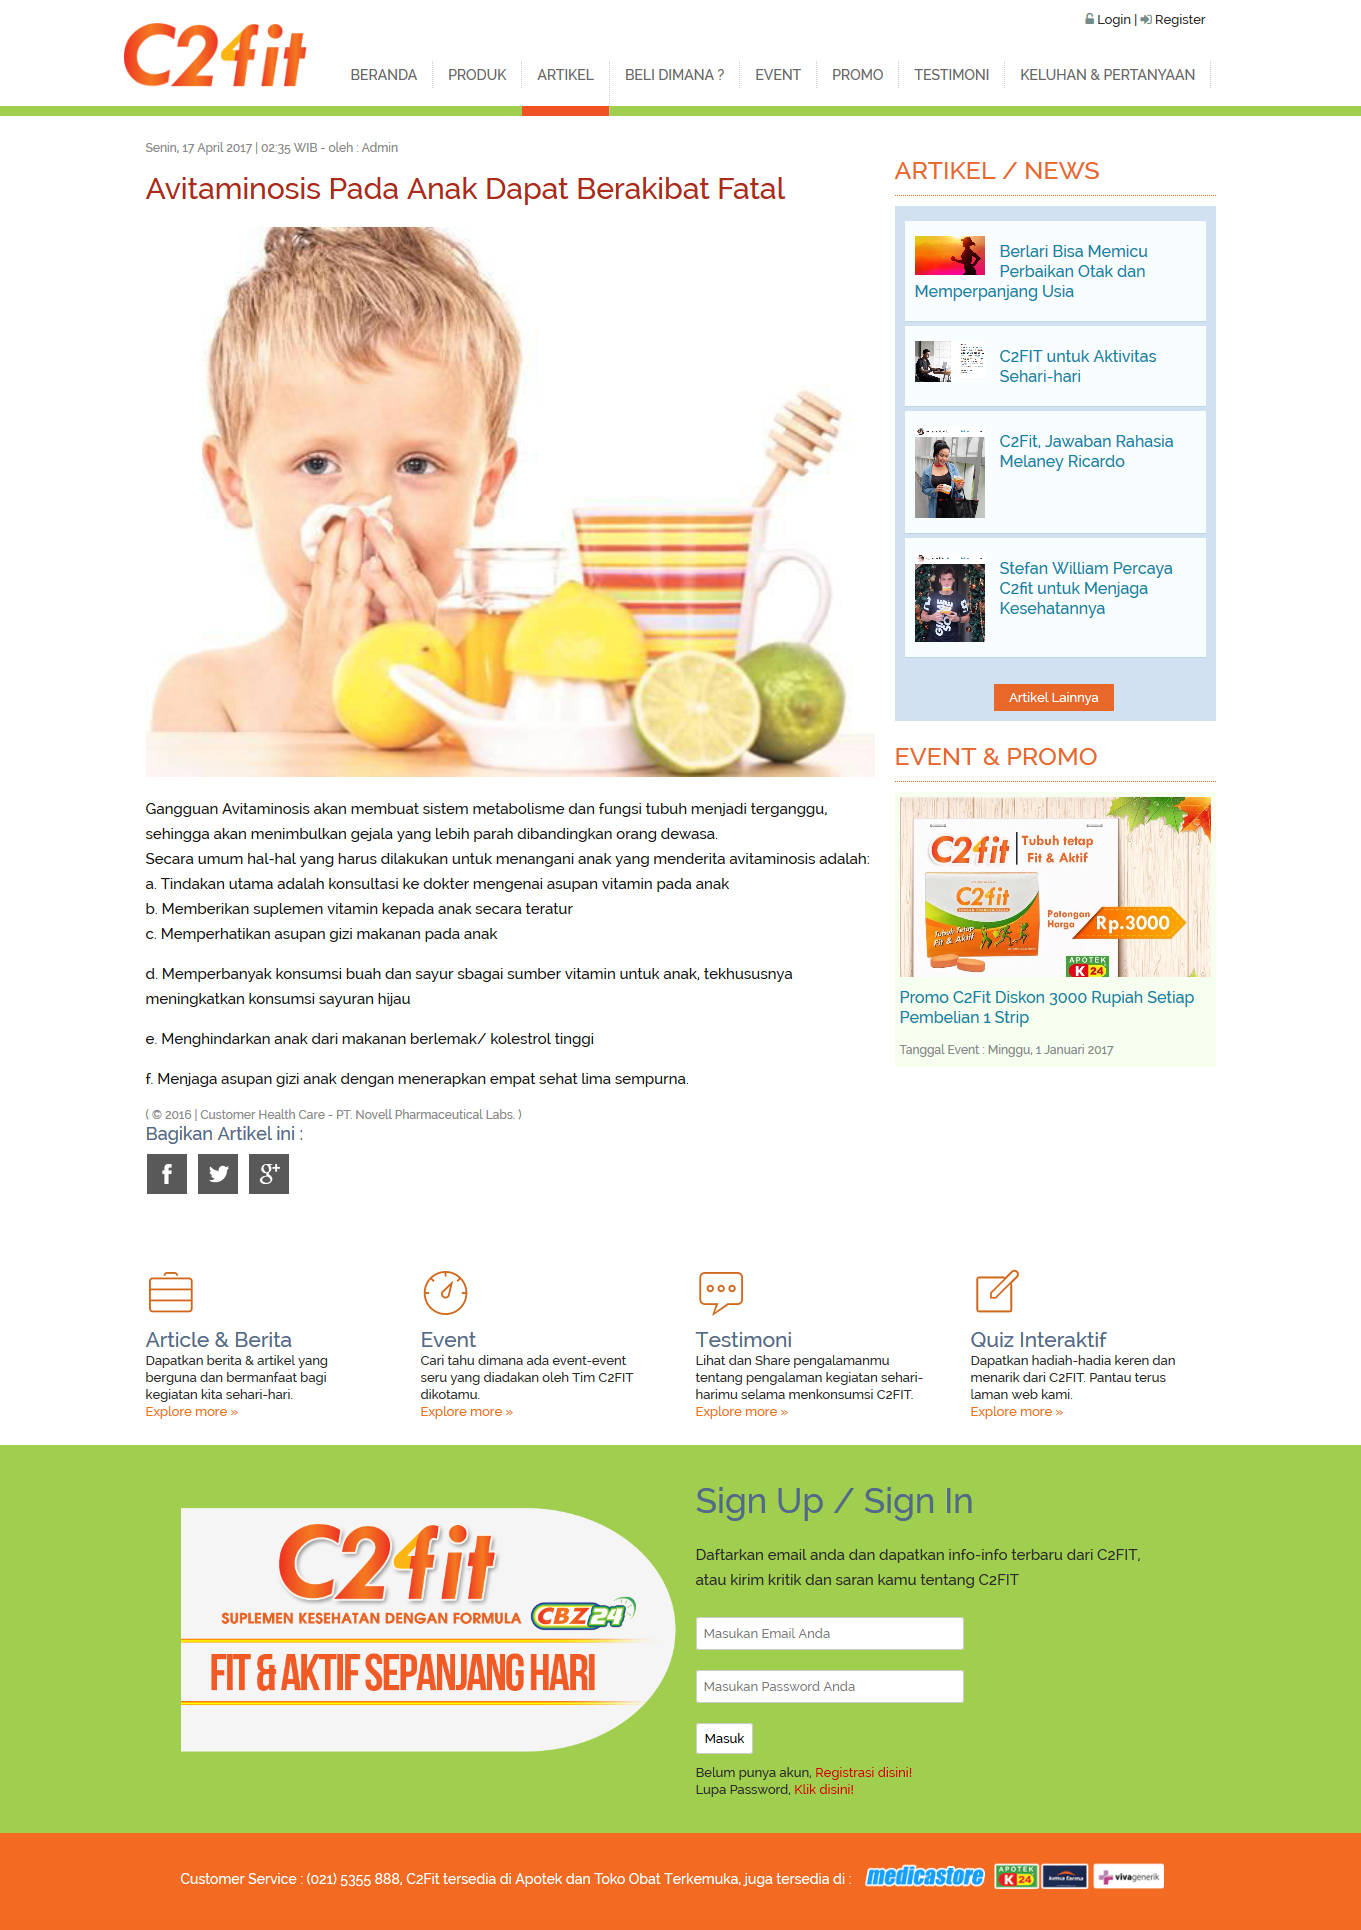 Login | Register
C24fit
BERANDA
PRODUK
ARTIKEL
BELI DIMANA ?
EVENT
PROMO
TESTIMONI
KELUHAN & PERTANYAAN
Senin, 17 April 2017 | 02:35 WIB - oleh : Admin
Avitaminosis Pada Anak Dapat Berakibat Fatal
Gangguan Avitaminosis akan membuat sistem metabolisme dan fungsi tubuh menjadi terganggu,
sehingga akan menimbulkan gejala yang lebih parah dibandingkan orang dewasa.
Secara umum hal-hal yang harus dilakukan untuk menangani anak yang menderita avitaminosis adalah:
a. Tindakan utama adalah konsultasi ke dokter mengenai asupan vitamin pada anak
b. Memberikan suplemen vitamin kepada anak secara teratur
c. Memperhatikan asupan gizi makanan pada anak
d. Memperbanyak konsumsi buah dan sayur sbagai sumber vitamin untuk anak, tekhususnya
meningkatkan konsumsi sayuran hijau
e. Menghindarkan anak dari makanan berlemak/ kolestrol tinggi
f. Menjaga asupan gizi anak dengan menerapkan empat sehat lima sempurna.
( © 2016 | Customer Health Care - PT. Novell Pharmaceutical Labs. )
Bagikan Artikel ini :
ARTIKEL / NEWS
Berlari Bisa Memicu
Perbaikan Otak dan
Memperpanjang Usia
C2FIT untuk Aktivitas
Sehari-hari
C2Fit, Jawaban Rahasia
Melaney Ricardo
Stefan William Percaya
C2fit untuk Menjaga
Kesehatannya
Artikel Lainnya
EVENT & PROMO
C24fit
Tubuh tetap
Fit & Aktif
C24fit
Tubuh Tetap
Fit & Aktif
Potongan
Harga
Rp.3000
APOTEK
K 24
Promo C2Fit Diskon 3000 Rupiah Setiap
Pembelian 1 Strip
Tanggal Event : Minggu, 1 Januari 2017
Article & Berita
Dapatkan berita & artikel yang
berguna dan bermanfaat bagi
kegiatan kita sehari-hari.
Explore more »
Event
Cari tahu dimana ada event-event
seru yang diadakan oleh Tim C2FIT
dikotamu.
Explore more »
Testimoni
Lihat dan Share pengalamanmu
tentang pengalaman kegiatan sehari-
harimu selama menkonsumsi C2FIT.
Explore more »
Quiz Interaktif
Dapatkan hadiah-hadia keren dan
menarik dari C2FIT. Pantau terus
laman web kami.
Explore more »
C24fit
SUPLEMEN KESEHATAN DENGAN FORMULA
CBZ24
FIT & AKTIF SEPANJANG HARI
Sign Up / Sign In
Daftarkan email anda dan dapatkan info-info terbaru dari C2FIT,
atau kirim kritik dan saran kamu tentang C2FIT
Masukan Email Anda
Masukan Password Anda
Masuk
Belum punya akun, Registrasi disini!
Lupa Password, Klik disini!
Customer Service : (021) 5355 888, C2Fit tersedia di Apotek dan Toko Obat Terkemuka, juga tersedia di :
medicastore
APOTEK
K 24
kimia farma
vivagenerik